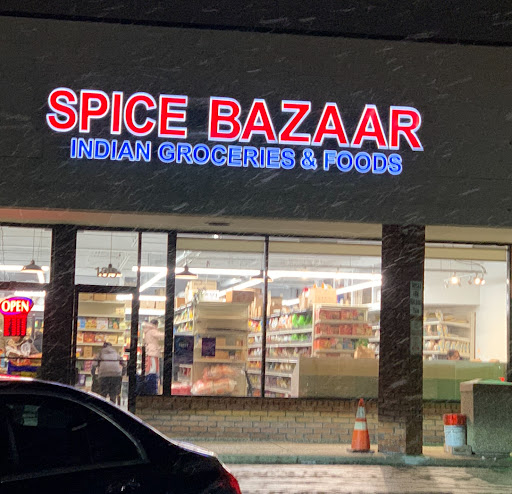 SPICE BAZAAR
INDIAN GROCERIES & FOODS
OPEN